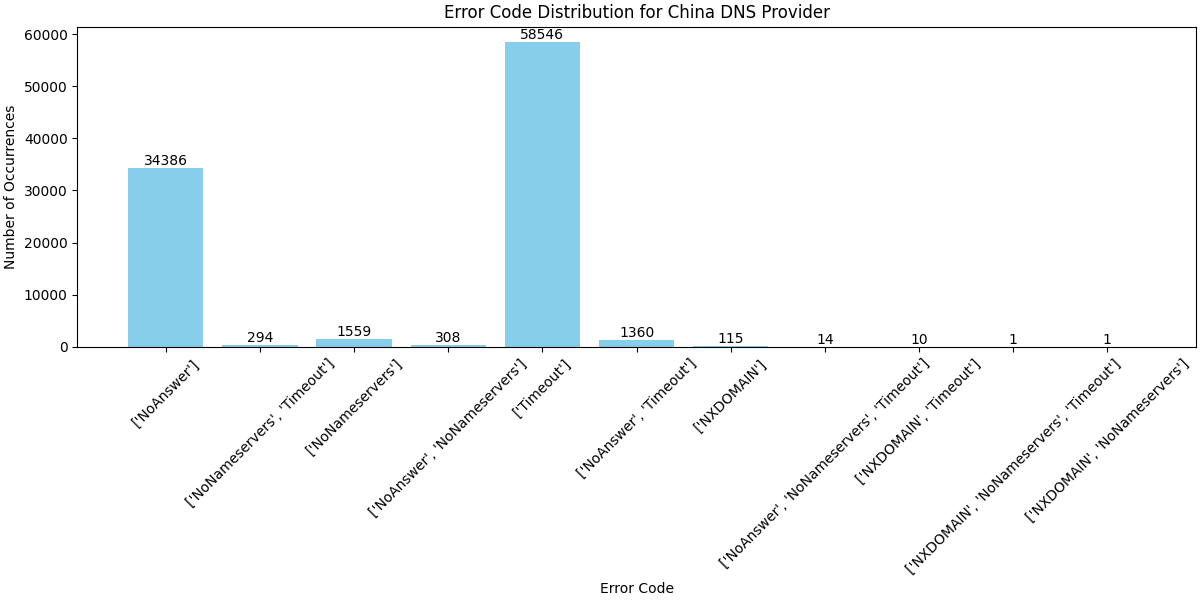 Error Code Distribution for China DNS Provider
Number of Occurrences
60000
50000
40000
30000
20000
10000
0
34386
294
1559
308
58546
1360
115
14
10
1
1
['NoAnswer']
['NoNameservers', 'Timeout']
['NoNameservers']
['NoAnswer', 'NoNameservers']
['Timeout']
['NoAnswer', 'Timeout']
['NXDOMAIN']
['NoAnswer', 'NoNameservers', 'Timeout']
['NXDOMAIN', 'Timeout']
['NXDOMAIN', 'NoNameservers', 'Timeout']
['NXDOMAIN', 'NoNameservers']
Error Code